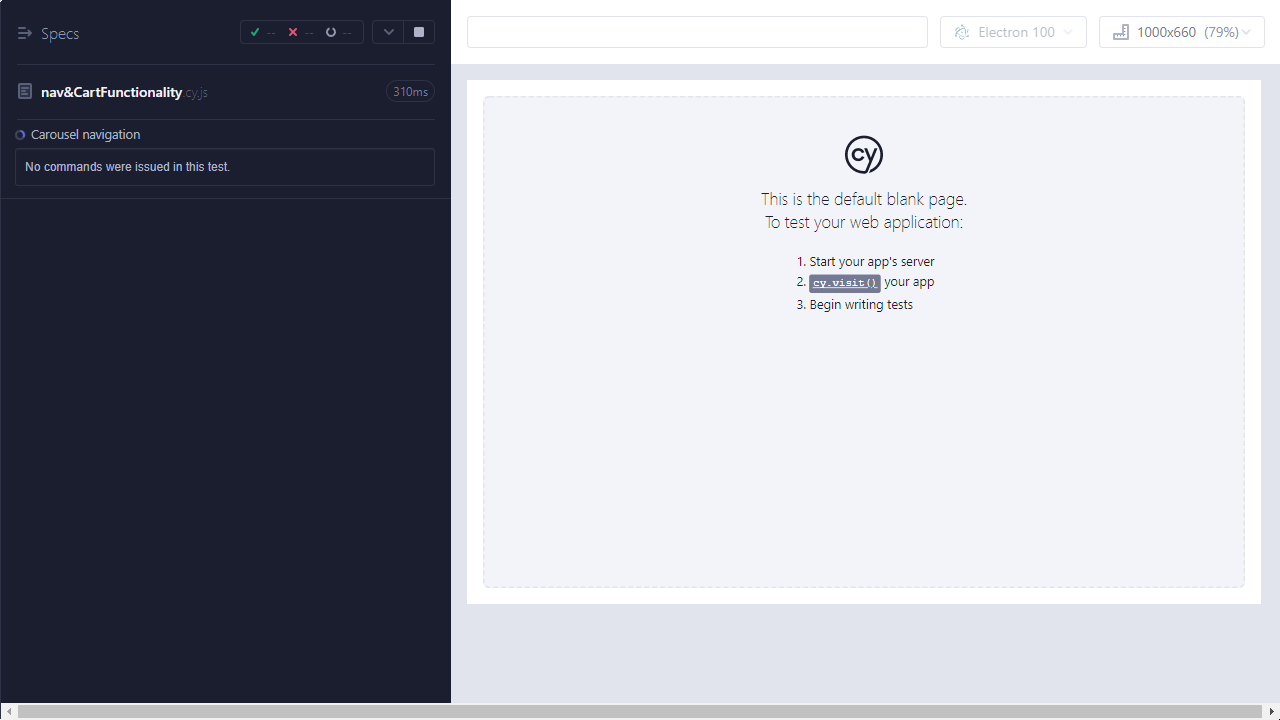 Specs
--
--
--
Electron 100
1000x660 (79%)
nav&CartFunctionality.cy.js
310ms
Carousel navigation
No commands were issued in this test.
cy
This is the default blank page.
To test your web application:
1. Start your app's server
2. cy.visit() your app
3. Begin writing tests